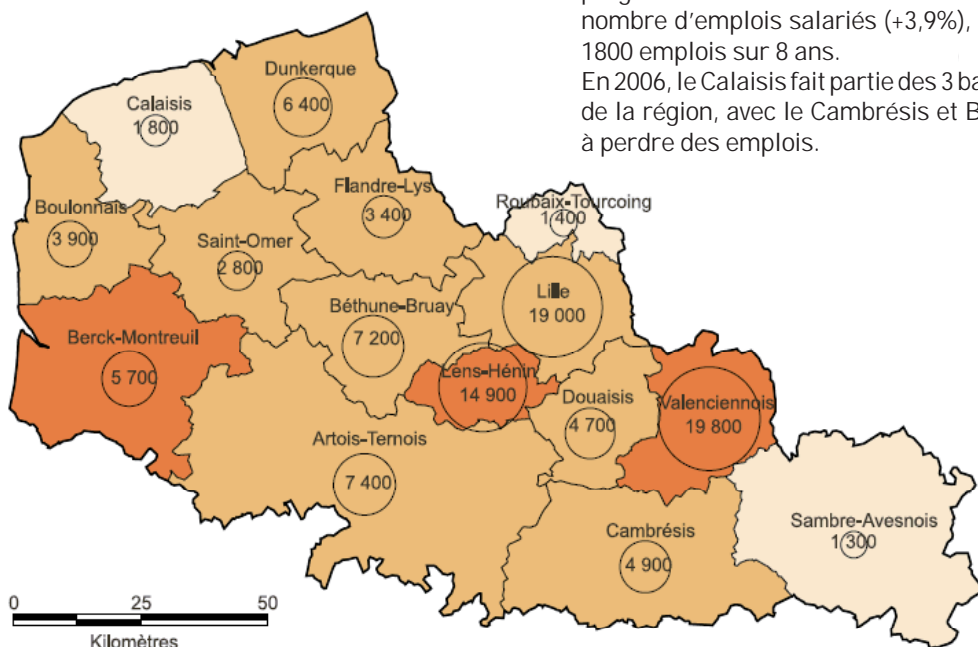 nombre d'emplois salariés (+3,9%),
1800 emplois sur 8 ans.
En 2006, le Calaisis fait partie des 3 ba
de la région, avec le Cambrésis et B
à perdre des emplois.
Dunkerque
6 400
Calaisis
1 800
Flandre-Lys
3 400
Roubaix-Tourcoing
1 400
Boulonnais
3 900
Saint-Omer
2 800
Lille
19 000
Béthune-Bruay
7 200
Berck-Montreuil
5 700
Lens-Hénin
14 900
Douaisis
4 700
Valenciennois
19 800
Artois-Ternois
7 400
Cambrésis
4 900
Sambre-Avesnois
1 300
0 25 50
Kilomètres